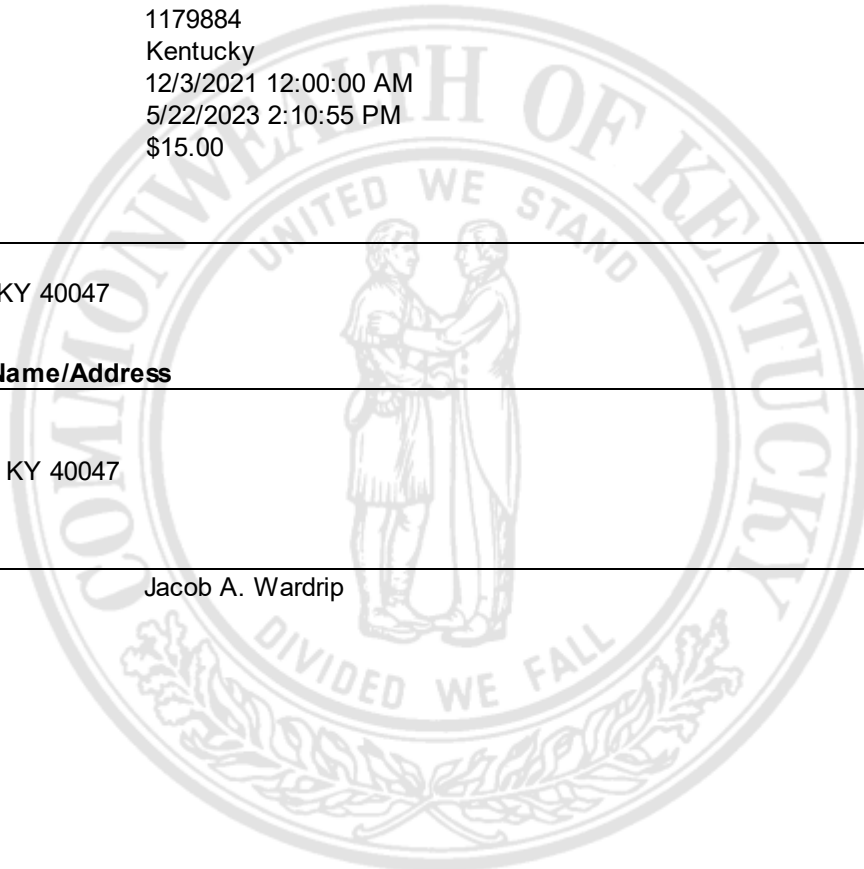 1179884
Kentucky
12/3/2021 12:00:00 AM
5/22/2023 2:10:55 PM
$15.00
COMMONWEALTH OF KENTUCKY
UNITED WE STAND
KY 40047
Name/Address
KY 40047
Jacob A. Wardrip
DIVIDED WE FALL